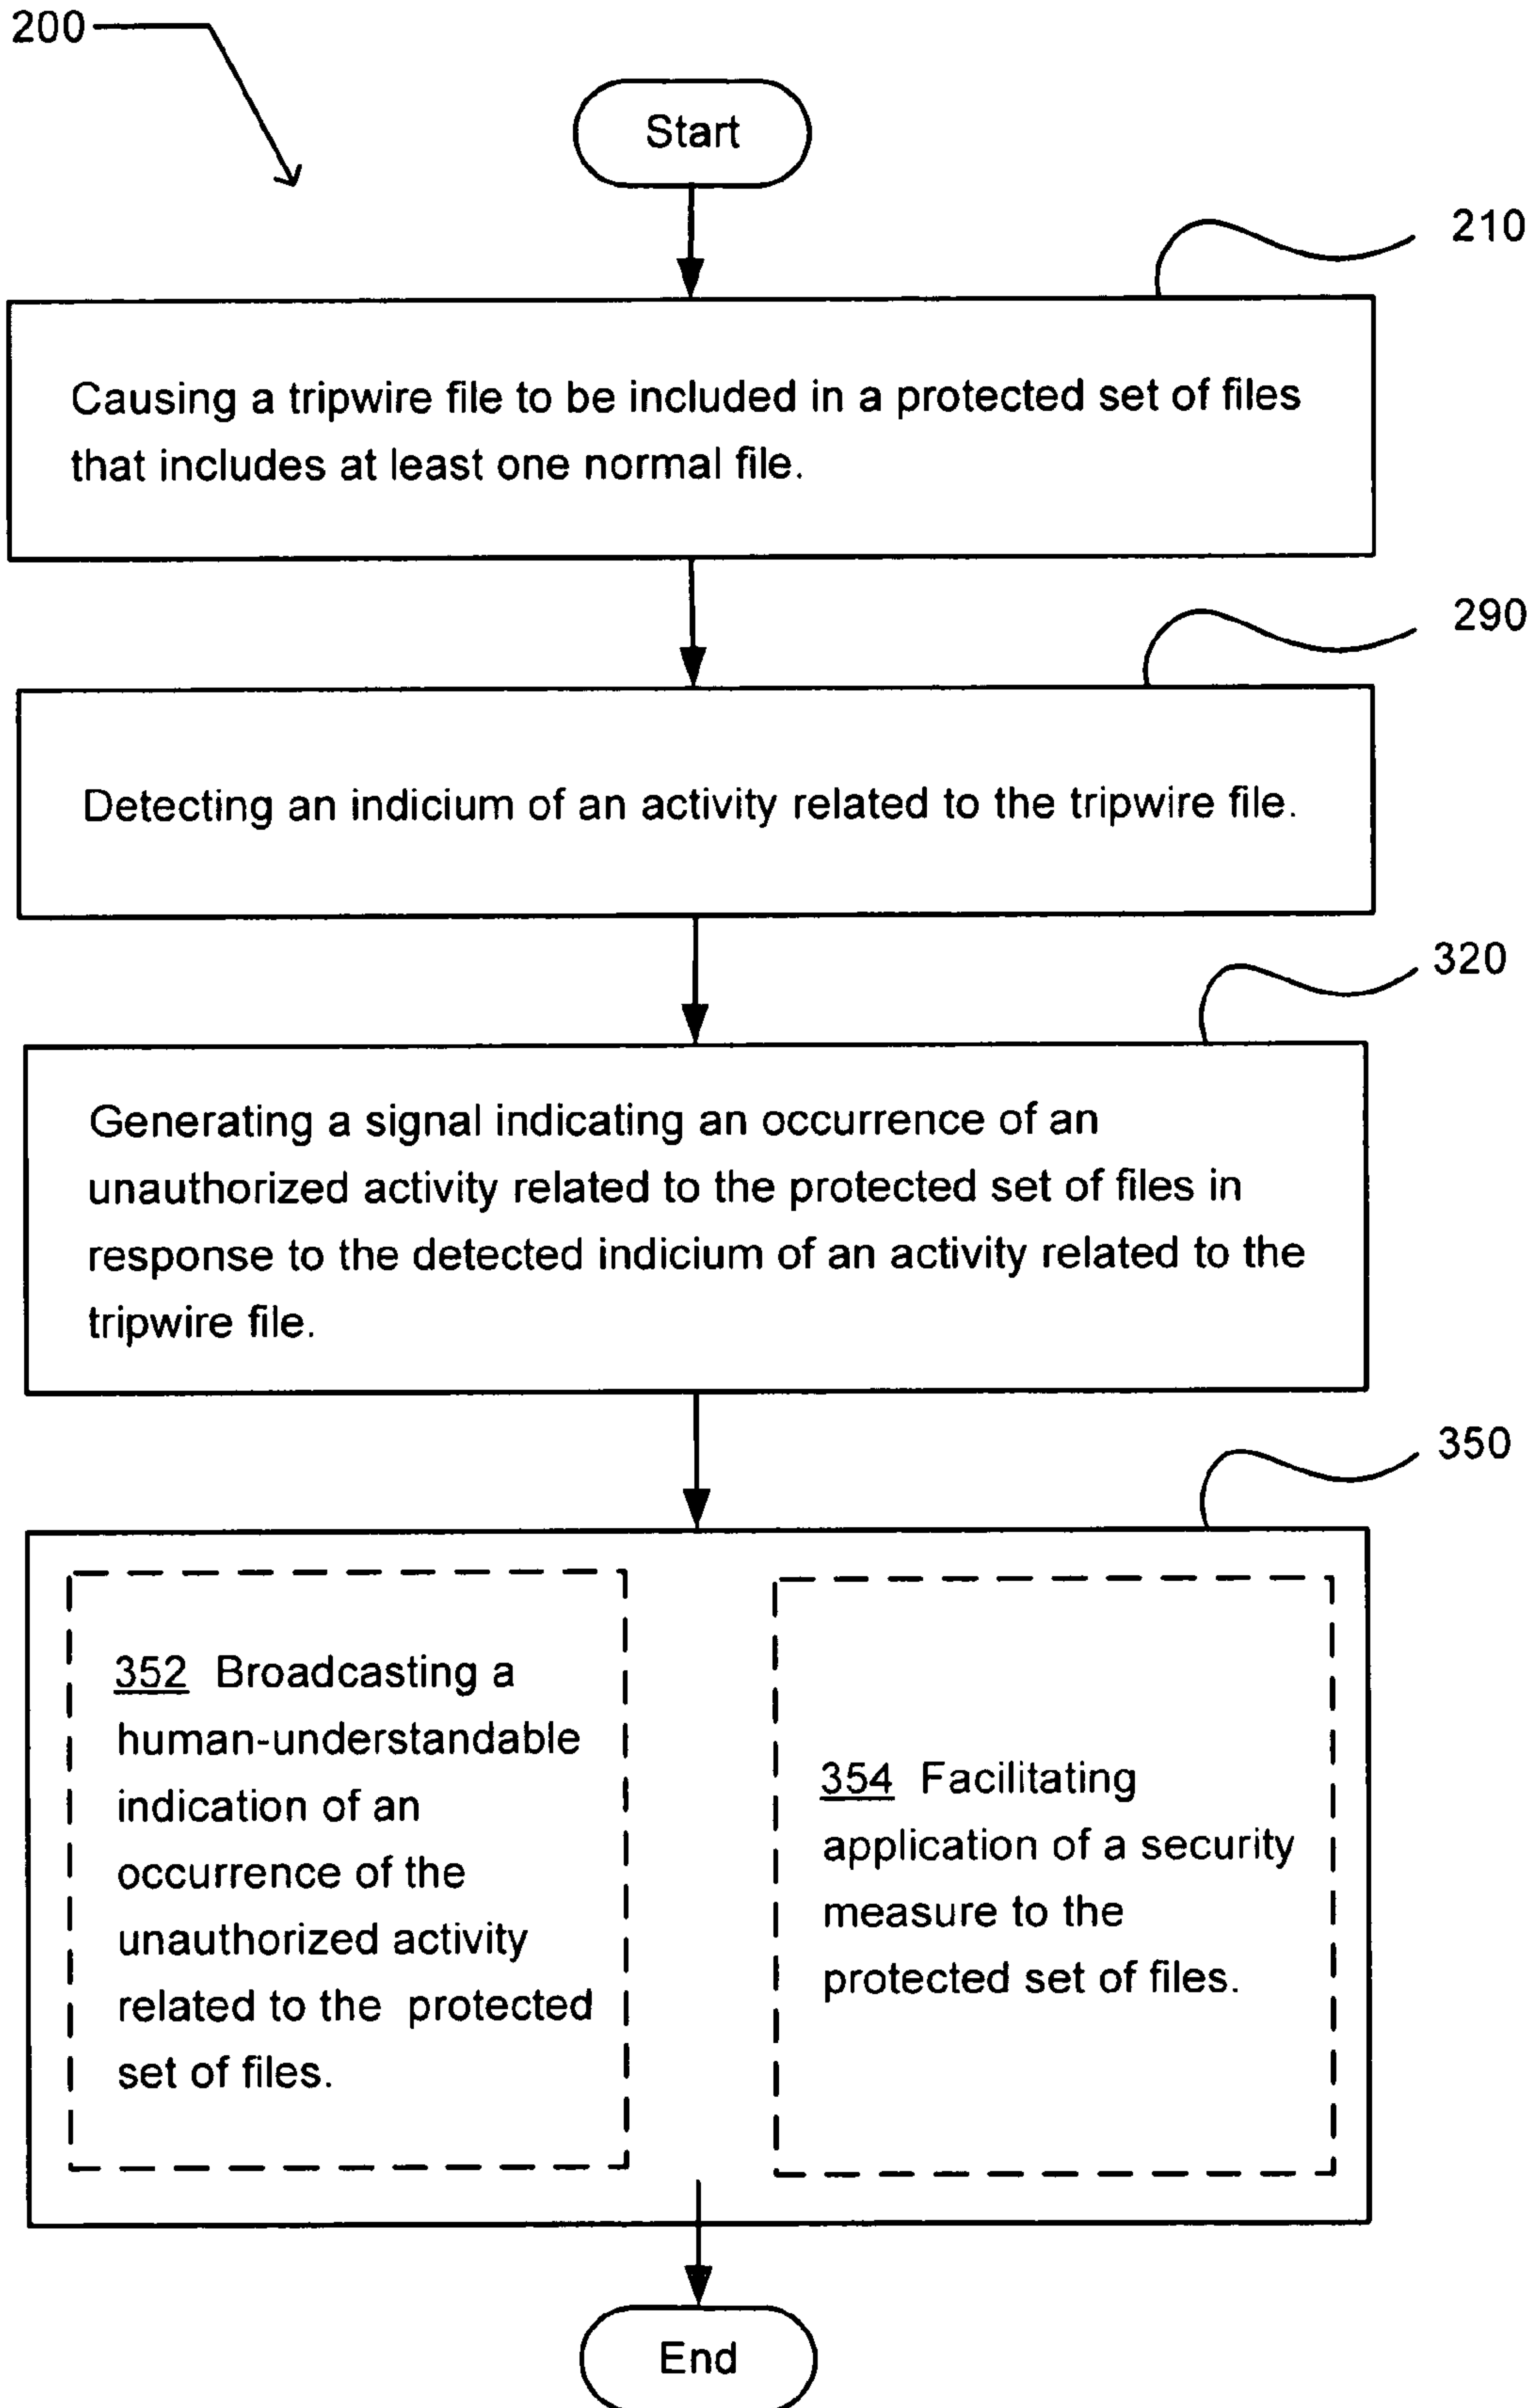 200
Start
210
Causing a tripwire file to be included in a protected set of files
that includes at least one normal file.
290
Detecting an indicium of an activity related to the tripwire file.
320
Generating a signal indicating an occurrence of an
unauthorized activity related to the protected set of files in
response to the detected indicium of an activity related to the
tripwire file.
350
352 Broadcasting a
human-understandable
indication of an
occurrence of the
unauthorized activity
related to the protected
set of files.
354 Facilitating
application of a security
measure to the
protected set of files.
End